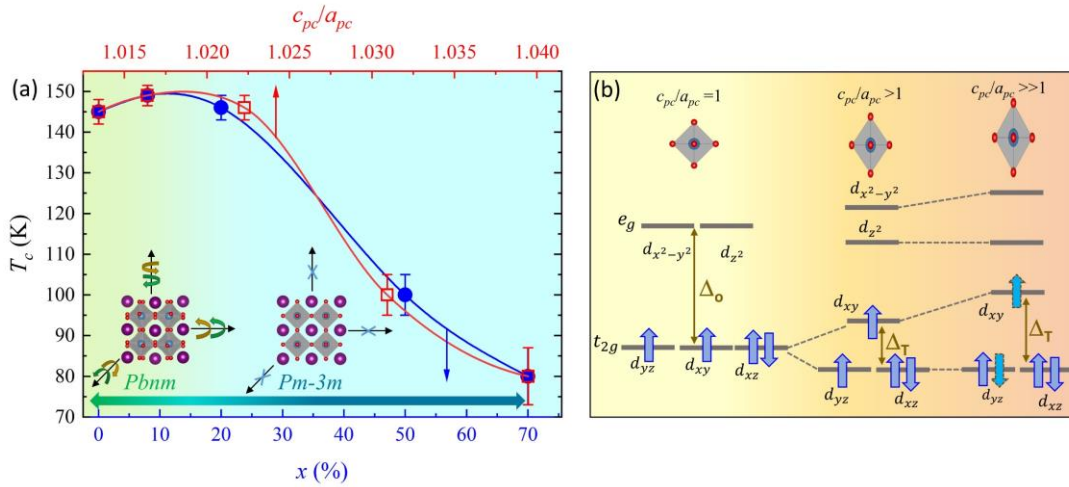 c_pc/a_pc
1.015 1.020 1.025 1.030 1.035 1.040
(a)
150
140
130
120
110
100
90
80
70
T_c (K)
Pbnm
Pm-3m
0 10 20 30 40 50 60 70
x (%)
(b)
c_pc/a_pc =1
c_pc/a_pc >1
c_pc/a_pc >>1
d_x²−y²
d_z²
e_g
d_x²−y²
d_z²
Δ_o
d_xy
Δ_T
d_xy
Δ_T
t_2g
d_yz
d_xy
d_xz
d_yz
d_xz
d_yz
d_xz